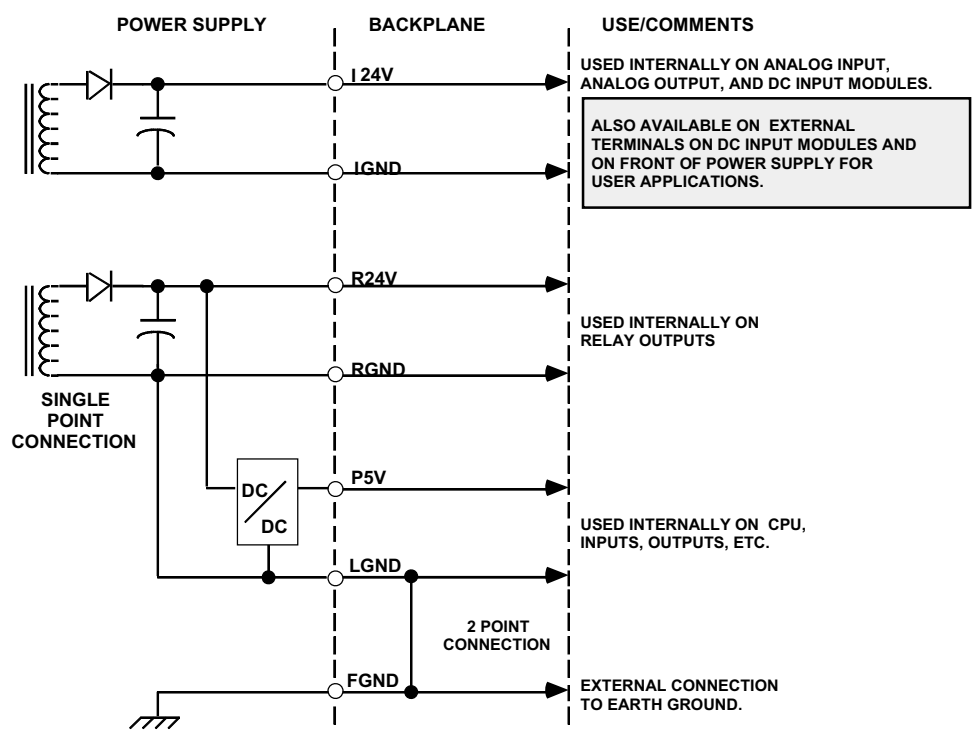 POWER SUPPLY
BACKPLANE
USE/COMMENTS
I 24V
USED INTERNALLY ON ANALOG INPUT,
ANALOG OUTPUT, AND DC INPUT MODULES.
ALSO AVAILABLE ON EXTERNAL
TERMINALS ON DC INPUT MODULES AND
ON FRONT OF POWER SUPPLY FOR
USER APPLICATIONS.
IGND
R24V
USED INTERNALLY ON
RELAY OUTPUTS
RGND
SINGLE
POINT
CONNECTION
P5V
DC
DC
USED INTERNALLY ON CPU,
INPUTS, OUTPUTS, ETC.
LGND
2 POINT
CONNECTION
FGND
EXTERNAL CONNECTION
TO EARTH GROUND.